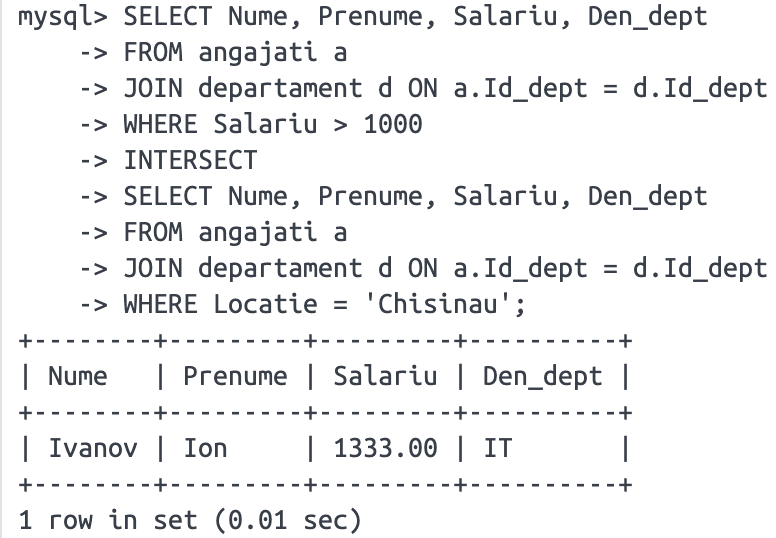 mysql> SELECT Nume, Prenume, Salariu, Den_dept
    -> FROM angajati a
    -> JOIN departament d ON a.Id_dept = d.Id_dept
    -> WHERE Salariu > 1000
    -> INTERSECT
    -> SELECT Nume, Prenume, Salariu, Den_dept
    -> FROM angajati a
    -> JOIN departament d ON a.Id_dept = d.Id_dept
    -> WHERE Locatie = 'Chisinau';
+--------+---------+---------+----------+
| Nume   | Prenume | Salariu | Den_dept |
+--------+---------+---------+----------+
| Ivanov | Ion     | 1333.00 | IT       |
+--------+---------+---------+----------+
1 row in set (0.01 sec)